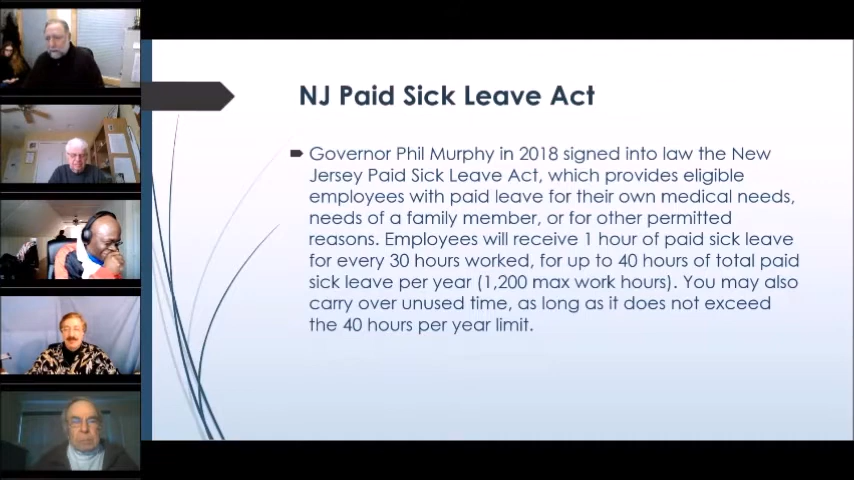 NJ Paid Sick Leave Act
Governor Phil Murphy in 2018 signed into law the New
Jersey Paid Sick Leave Act, which provides eligible
employees with paid leave for their own medical needs,
needs of a family member, or for other permitted
reasons. Employees will receive 1 hour of paid sick leave
for every 30 hours worked, for up to 40 hours of total paid
sick leave per year (1,200 max work hours). You may also
carry over unused time, as long as it does not exceed
the 40 hours per year limit.